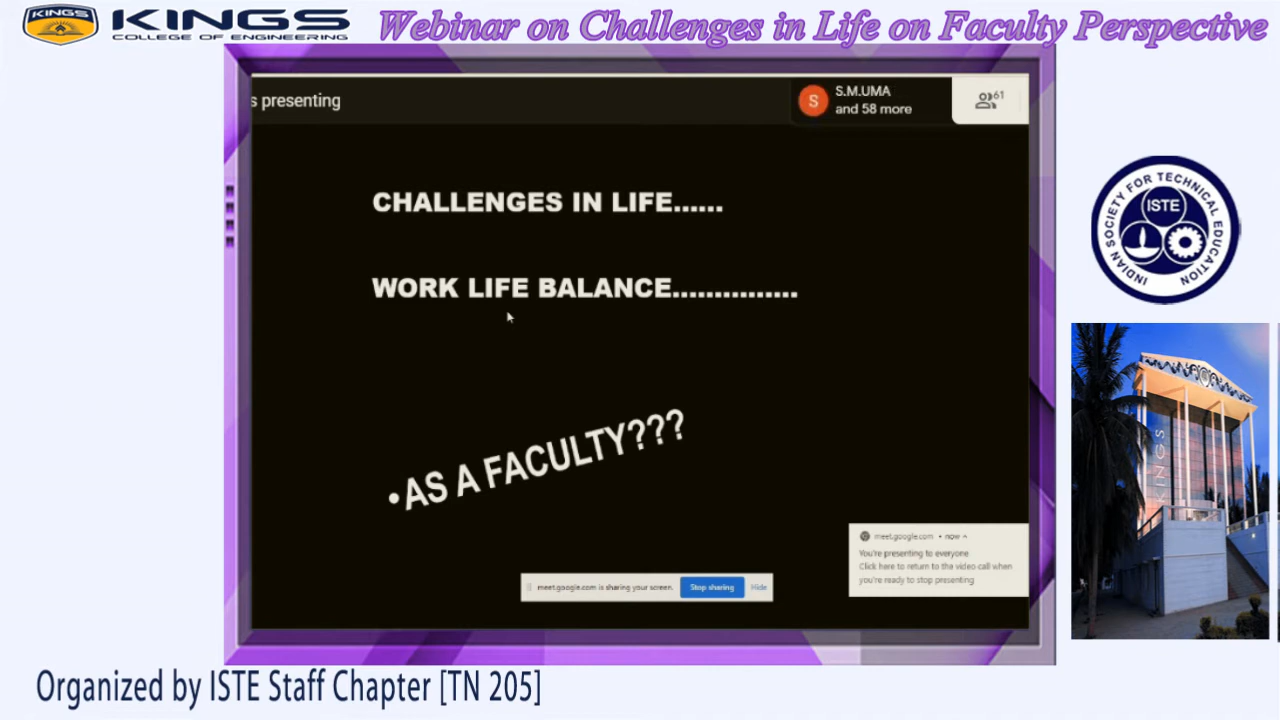 KINGS
KINGS
COLLEGE OF ENGINEERING
Webinar on Challenges in Life on Faculty Perspective
s presenting
S
S.M.UMA
and 58 more
61
CHALLENGES IN LIFE......
WORK LIFE BALANCE...............
•AS A FACULTY???
meet.google.com • now
You're presenting to everyone
Click here to return to the video call when
you're ready to stop presenting
meet.google.com is sharing your screen.
Stop sharing
Hide
INDIAN SOCIETY FOR TECHNICAL EDUCATION
ISTE
KINGS
Organized by ISTE Staff Chapter [TN 205]